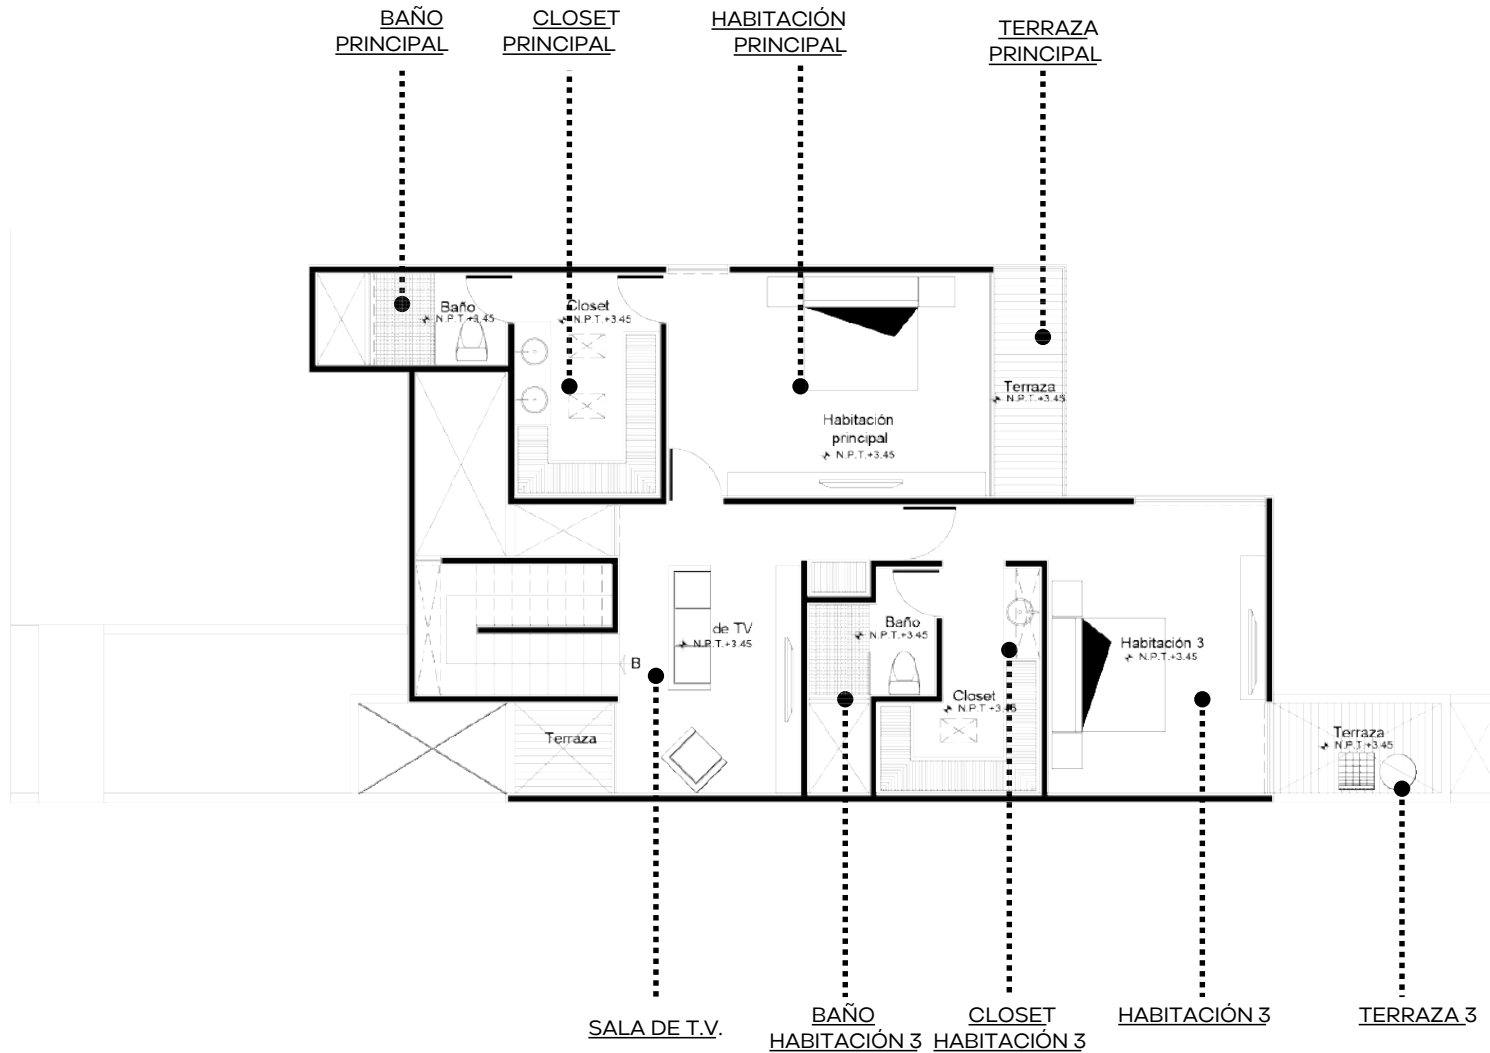 BAÑO
PRINCIPAL
CLOSET
PRINCIPAL
HABITACIÓN
PRINCIPAL
TERRAZA
PRINCIPAL
Baño
N.P.T.+3.45
Closet
N.P.T.+3.45
Terraza
N.P.T.+3.45
Habitación
principal
N.P.T.+3.45
de TV
N.P.T.+3.45
B
Baño
N.P.T.+3.45
Habitación 3
N.P.T.+3.45
Closet
N.P.T.+3.45
Terraza
Terraza
N.P.T.+3.45
SALA DE T.V.
BAÑO
HABITACIÓN 3
CLOSET
HABITACIÓN 3
HABITACIÓN 3
TERRAZA 3